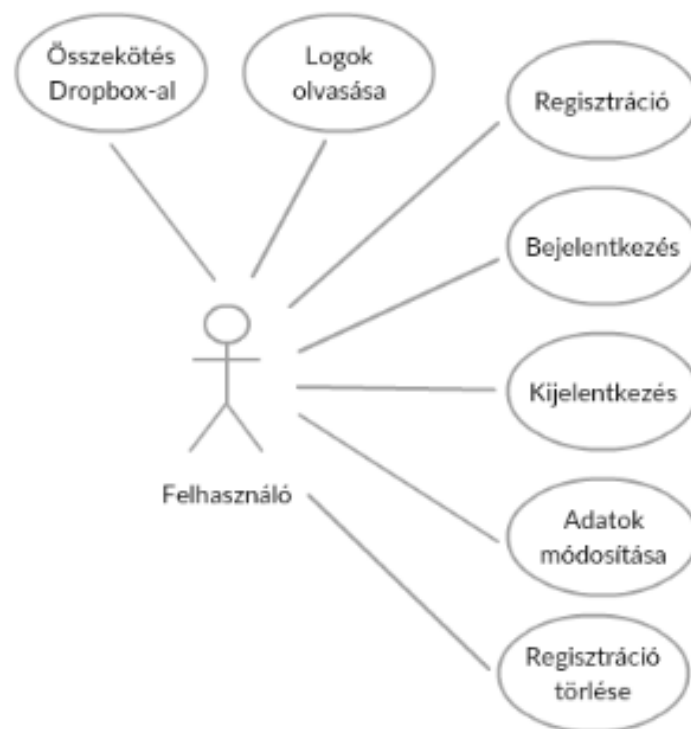 Összekötés
Dropbox-al
Logok
olvasása
Regisztráció
Bejelentkezés
Kijelentkezés
Felhasználó
Adatok
módosítása
Regisztráció
törlése